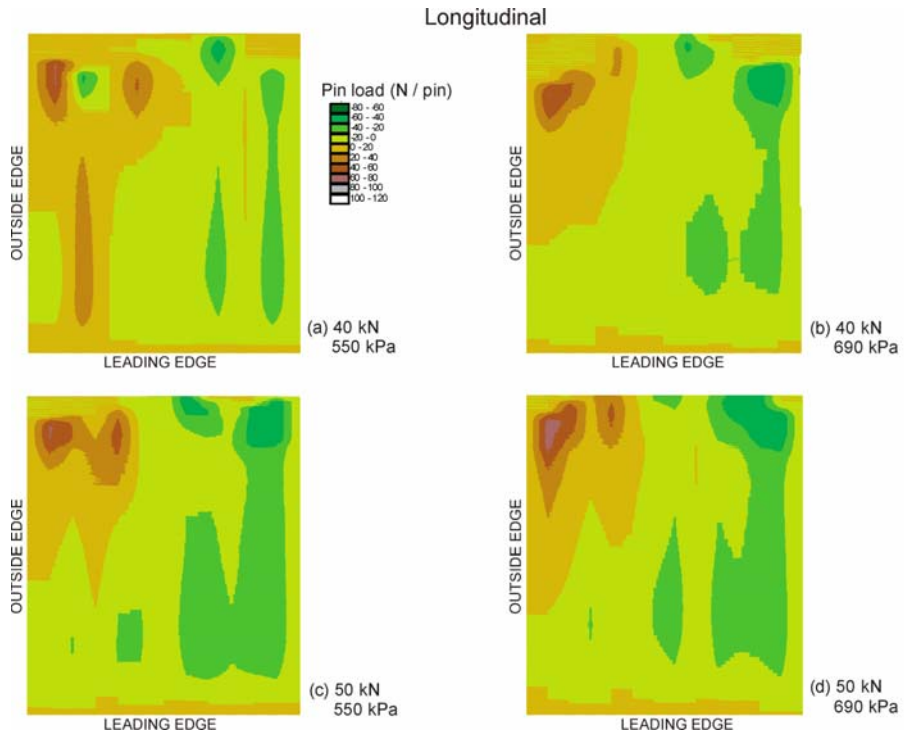 Longitudinal
Pin load (N / pin)
-80 - -60
-60 - -40
-40 - -20
-20 - 0
0 - 20
20 - 40
40 - 60
60 - 80
80 - 100
100 - 120
OUTSIDE EDGE
LEADING EDGE
(a) 40 kN
550 kPa
OUTSIDE EDGE
LEADING EDGE
(b) 40 kN
690 kPa
OUTSIDE EDGE
LEADING EDGE
(c) 50 kN
550 kPa
OUTSIDE EDGE
LEADING EDGE
(d) 50 kN
690 kPa